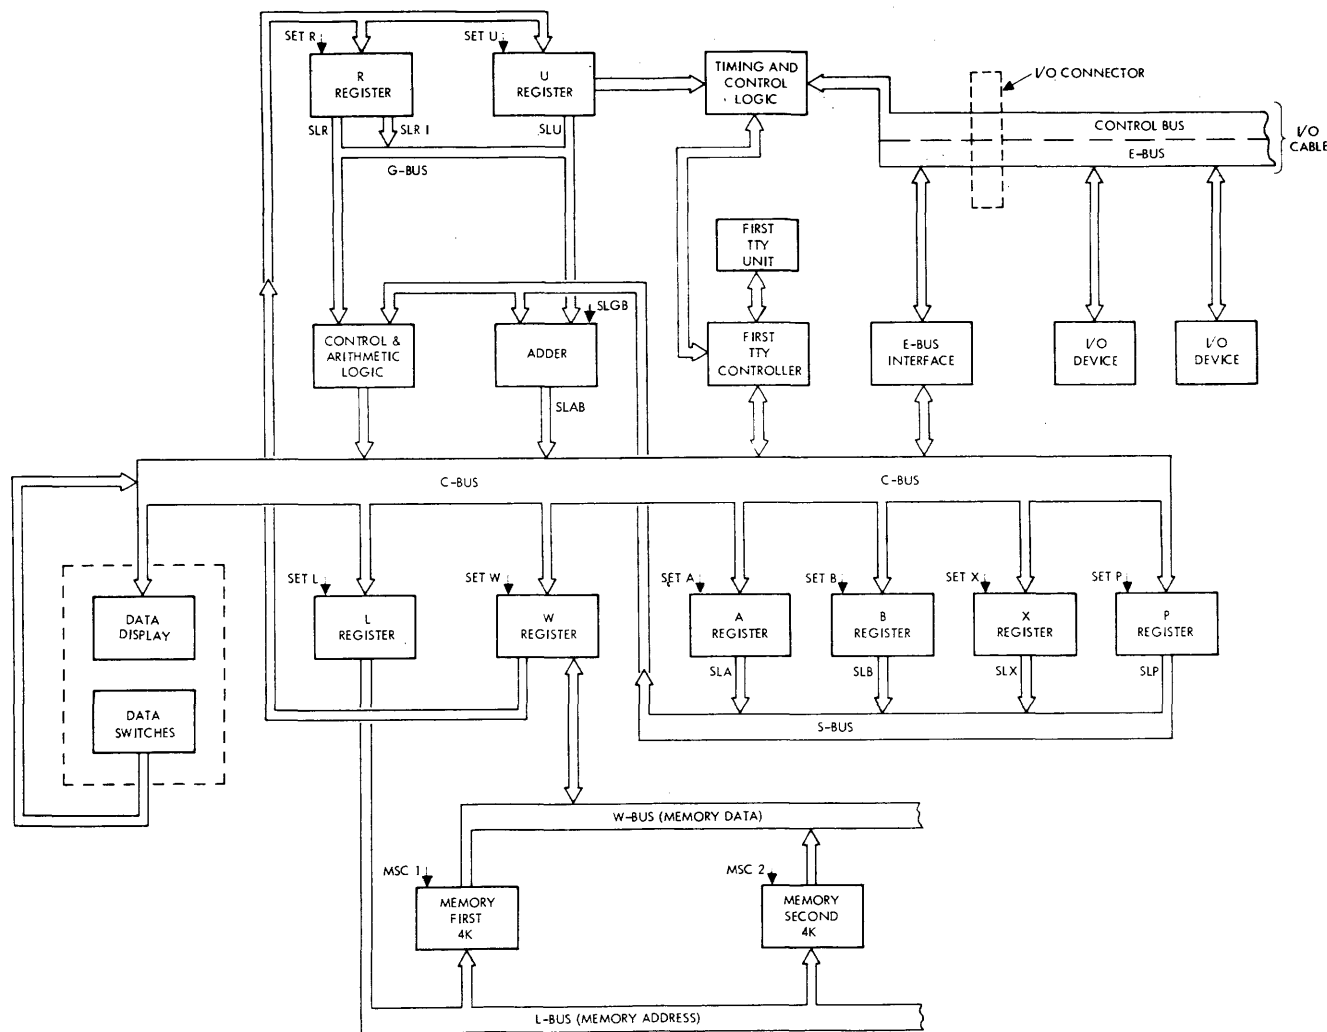 SET R
SET U
R
REGISTER
U
REGISTER
TIMING AND
CONTROL
LOGIC
I/O CONNECTOR
CONTROL BUS
E-BUS
I/O
CABLE
SLR
SLR 1
SLU
G-BUS
FIRST
TTY
UNIT
SLGB
CONTROL &
ARITHMETIC
LOGIC
ADDER
FIRST
TTY
CONTROLLER
E-BUS
INTERFACE
I/O
DEVICE
I/O
DEVICE
SLAB
C-BUS
C-BUS
SET L
SET W
SET A
SET B
SET X
SET P
DATA
DISPLAY
L
REGISTER
W
REGISTER
A
REGISTER
B
REGISTER
X
REGISTER
P
REGISTER
SLA
SLB
SLX
SLP
DATA
SWITCHES
S-BUS
W-BUS (MEMORY DATA)
MSC 1
MSC 2
MEMORY
FIRST
4K
MEMORY
SECOND
4K
L-BUS (MEMORY ADDRESS)